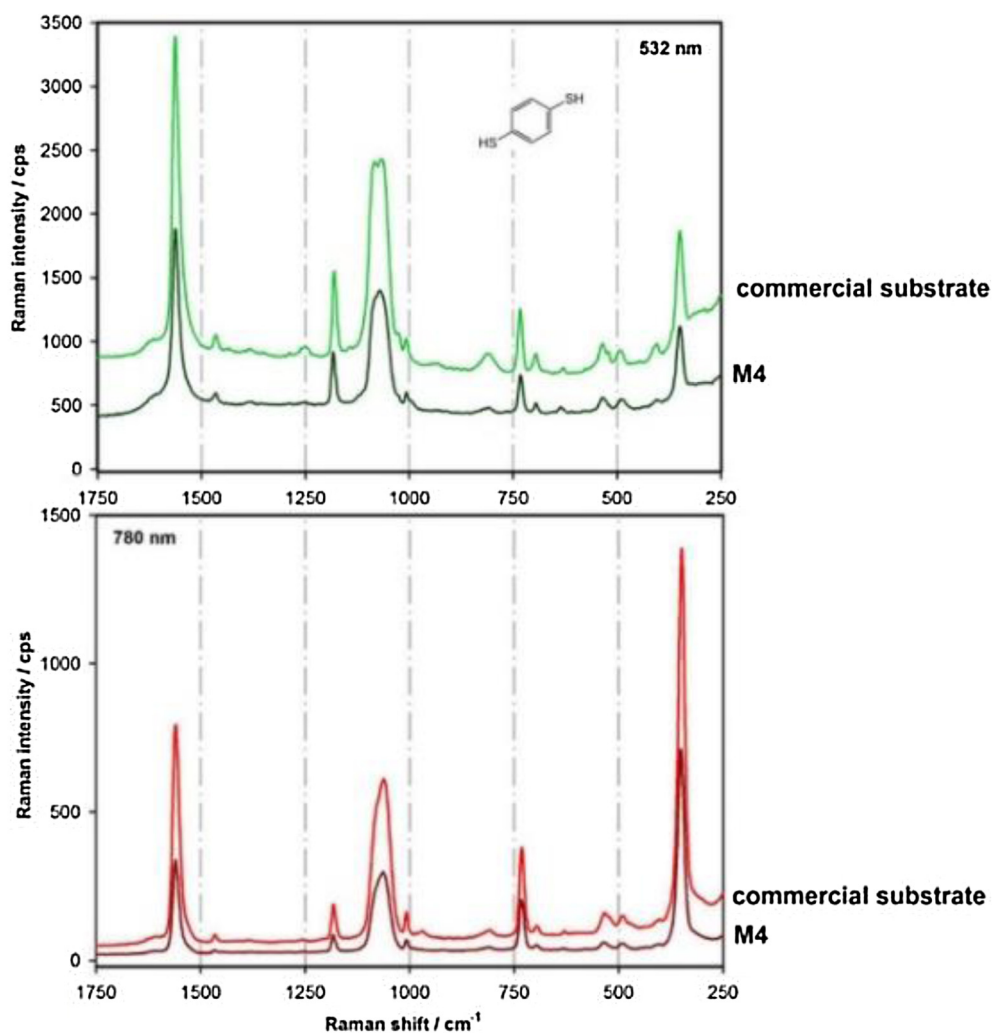 3500
532 nm
3000
SH
HS
2500
2000
1500
1000
500
0
Raman intensity / cps
commercial substrate
M4
1750 1500 1250 1000 750 500 250
1500
780 nm
1000
500
0
Raman intensity / cps
commercial substrate
M4
1750 1500 1250 1000 750 500 250
Raman shift / cm⁻¹